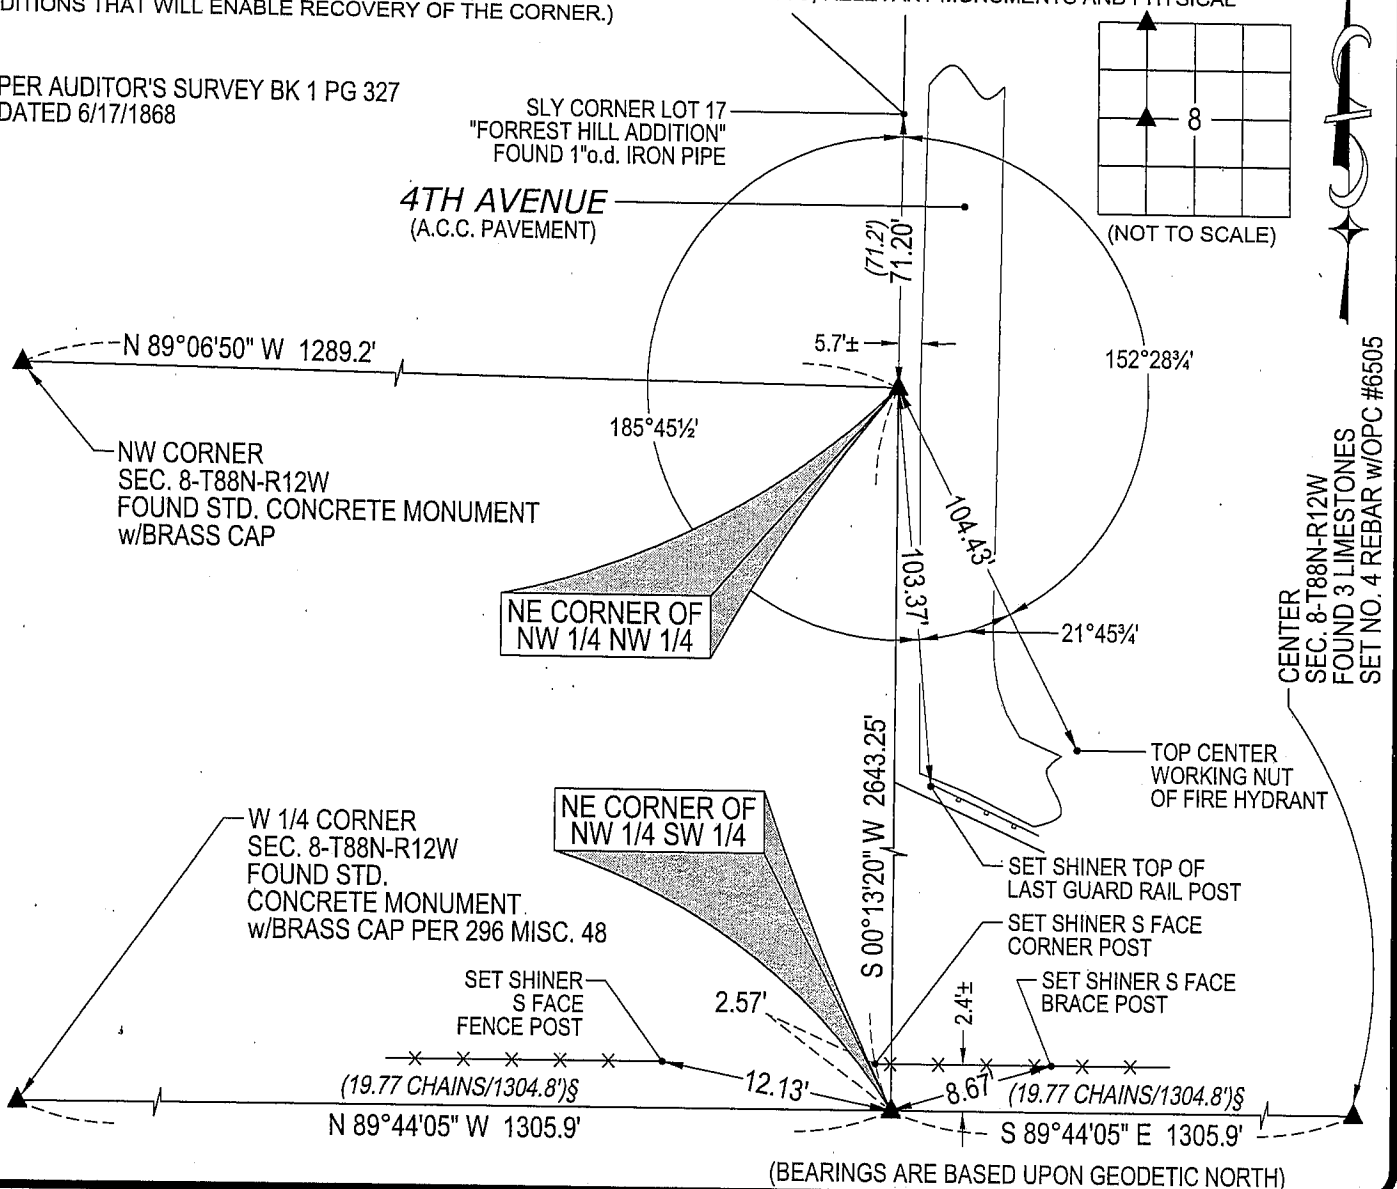 DITIONS THAT WILL ENABLE RECOVERY OF THE CORNER.)
PER AUDITOR'S SURVEY BK 1 PG 327
DATED 6/17/1868
SLY CORNER LOT 17
"FORREST HILL ADDITION"
FOUND 1"o.d. IRON PIPE
8
(NOT TO SCALE)
4TH AVENUE
(A.C.C. PAVEMENT)
(71.2')
71.20'
N 89°06'50" W 1289.2'
5.7'±
152°28¾'
185°45½'
NW CORNER
SEC. 8-T88N-R12W
FOUND STD. CONCRETE MONUMENT
w/BRASS CAP
104.43'
103.37'
NE CORNER OF
NW 1/4 NW 1/4
21°45¾'
CENTER
SEC. 8-T88N-R12W
FOUND 3 LIMESTONES
SET NO. 4 REBAR w/OPC #6505
S 00°13'20" W 2643.25'
TOP CENTER
WORKING NUT
OF FIRE HYDRANT
NE CORNER OF
NW 1/4 SW 1/4
W 1/4 CORNER
SEC. 8-T88N-R12W
FOUND STD.
CONCRETE MONUMENT
w/BRASS CAP PER 296 MISC. 48
SET SHINER TOP OF
LAST GUARD RAIL POST
SET SHINER S FACE
CORNER POST
SET SHINER
S FACE
FENCE POST
2.57'
2.4'±
SET SHINER S FACE
BRACE POST
(19.77 CHAINS/1304.8')§
12.13'
8.67'
(19.77 CHAINS/1304.8')§
N 89°44'05" W 1305.9'
S 89°44'05" E 1305.9'
(BEARINGS ARE BASED UPON GEODETIC NORTH)